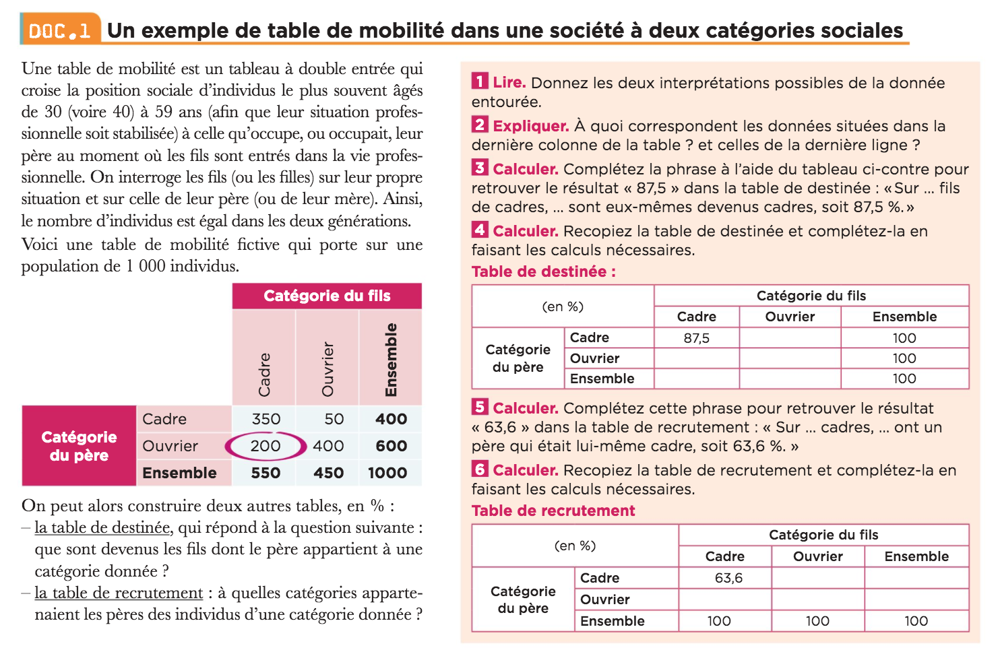 DOC.1 Un exemple de table de mobilité dans une société à deux catégories sociales
Une table de mobilité est un tableau à double entrée qui
croise la position sociale d’individus le plus souvent âgés
de 30 (voire 40) à 59 ans (afin que leur situation profes-
sionnelle soit stabilisée) à celle qu’occupe, ou occupait, leur
père au moment où les fils sont entrés dans la vie profes-
sionnelle. On interroge les fils (ou les filles) sur leur propre
situation et sur celle de leur père (ou de leur mère). Ainsi,
le nombre d’individus est égal dans les deux générations.
Voici une table de mobilité fictive qui porte sur une
population de 1 000 individus.
Catégorie du fils
Cadre Ouvrier Ensemble
Catégorie
du père
Cadre 350 50 400
Ouvrier 200 400 600
Ensemble 550 450 1000
On peut alors construire deux autres tables, en % :
– la table de destinée, qui répond à la question suivante :
que sont devenus les fils dont le père appartient à une
catégorie donnée ?
– la table de recrutement : à quelles catégories apparte-
naient les pères des individus d’une catégorie donnée ?
1 Lire. Donnez les deux interprétations possibles de la donnée
entourée.
2 Expliquer. À quoi correspondent les données situées dans la
dernière colonne de la table ? et celles de la dernière ligne ?
3 Calculer. Complétez la phrase à l’aide du tableau ci-contre pour
retrouver le résultat « 87,5 » dans la table de destinée : «Sur ... fils
de cadres, ... sont eux-mêmes devenus cadres, soit 87,5 %.»
4 Calculer. Recopiez la table de destinée et complétez-la en
faisant les calculs nécessaires.
Table de destinée :
(en %)
Catégorie du fils
Cadre Ouvrier Ensemble
Catégorie
du père
Cadre 87,5 100
Ouvrier 100
Ensemble 100
5 Calculer. Complétez cette phrase pour retrouver le résultat
« 63,6 » dans la table de recrutement : « Sur ... cadres, ... ont un
père qui était lui-même cadre, soit 63,6 %. »
6 Calculer. Recopiez la table de recrutement et complétez-la en
faisant les calculs nécessaires.
Table de recrutement
(en %)
Catégorie du fils
Cadre Ouvrier Ensemble
Catégorie
du père
Cadre 63,6
Ouvrier
Ensemble 100 100 100